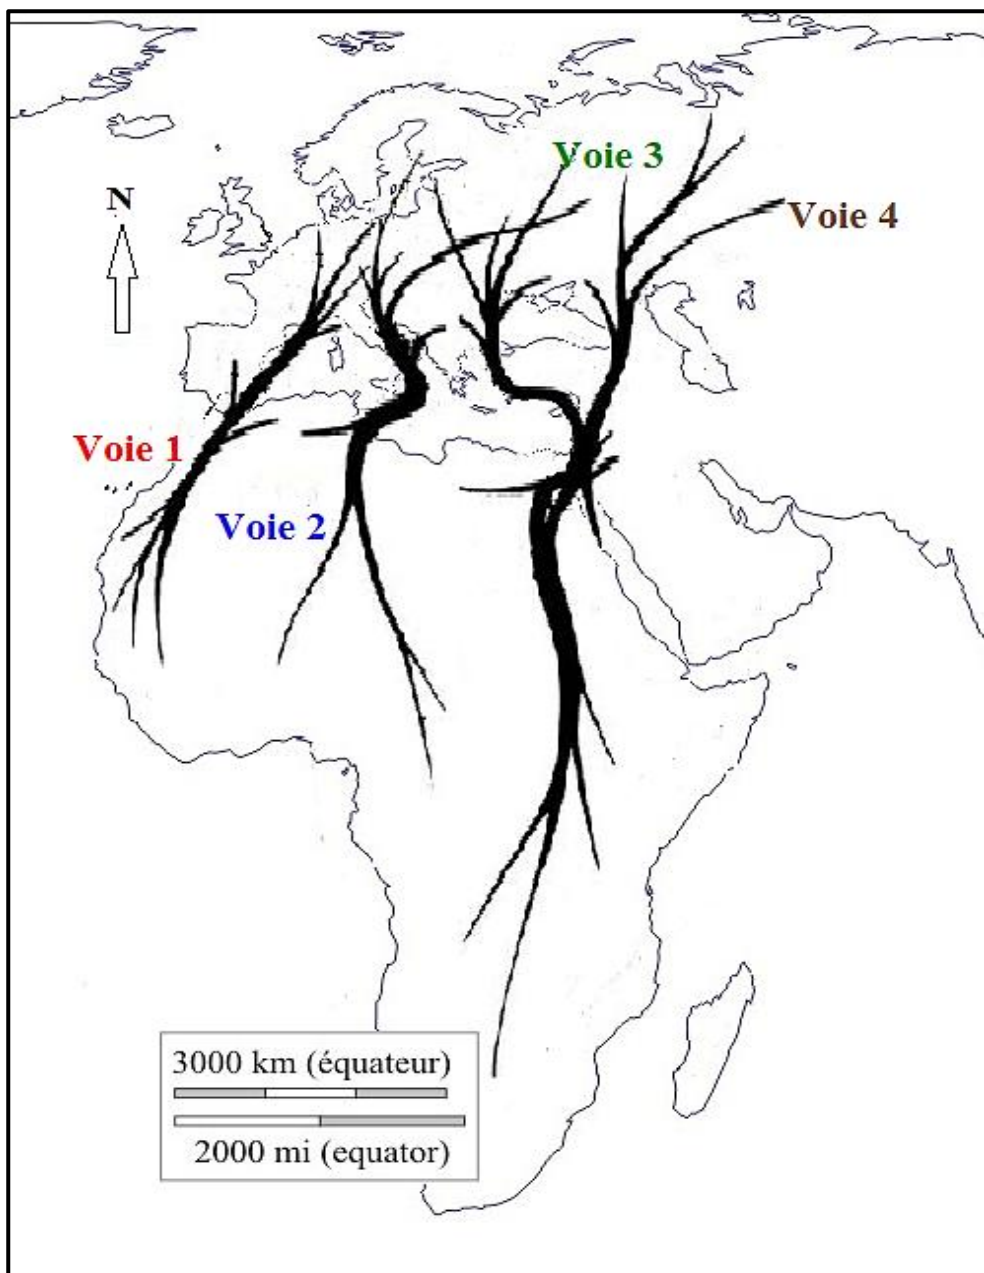 Voie 3
N
Voie 4
Voie 1
Voie 2
3000 km (équateur)
2000 mi (equator)